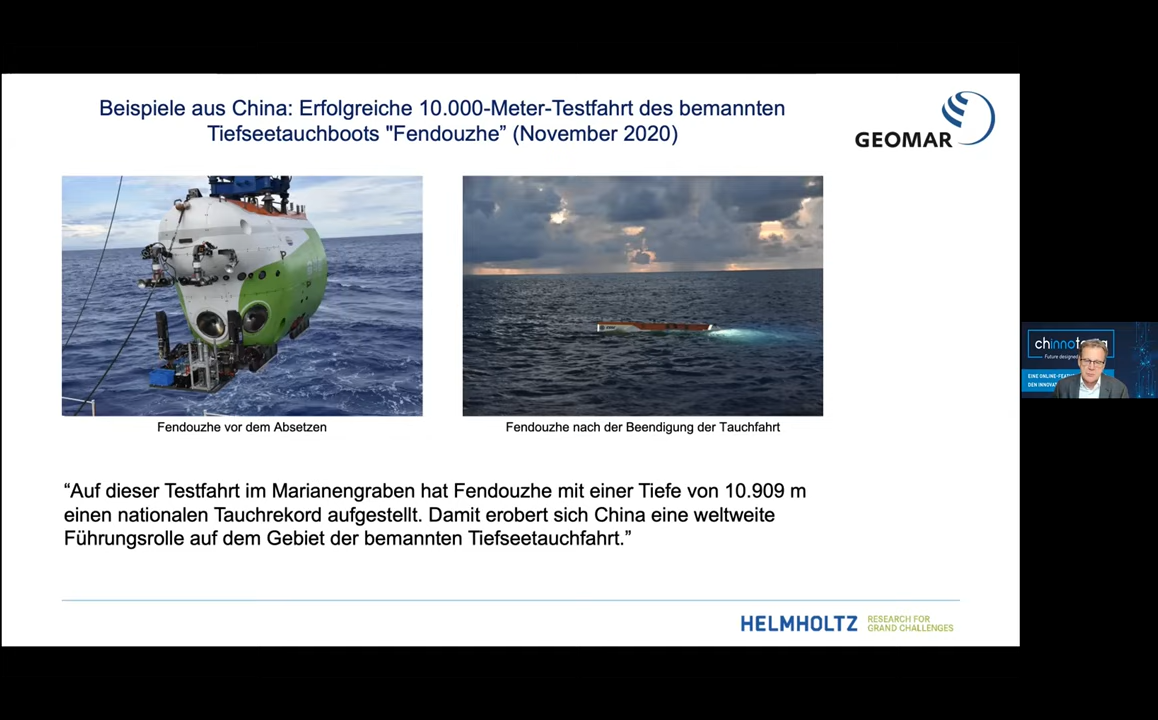 Beispiele aus China: Erfolgreiche 10.000-Meter-Testfahrt des bemannten
Tiefseetauchboots "Fendouzhe” (November 2020)
GEOMAR
Fendouzhe vor dem Absetzen
Fendouzhe nach der Beendigung der Tauchfahrt
“Auf dieser Testfahrt im Marianengraben hat Fendouzhe mit einer Tiefe von 10.909 m
einen nationalen Tauchrekord aufgestellt. Damit erobert sich China eine weltweite
Führungsrolle auf dem Gebiet der bemannten Tiefseetauchfahrt.”
HELMHOLTZ
RESEARCH FOR
GRAND CHALLENGES
Future
EINE
DEN